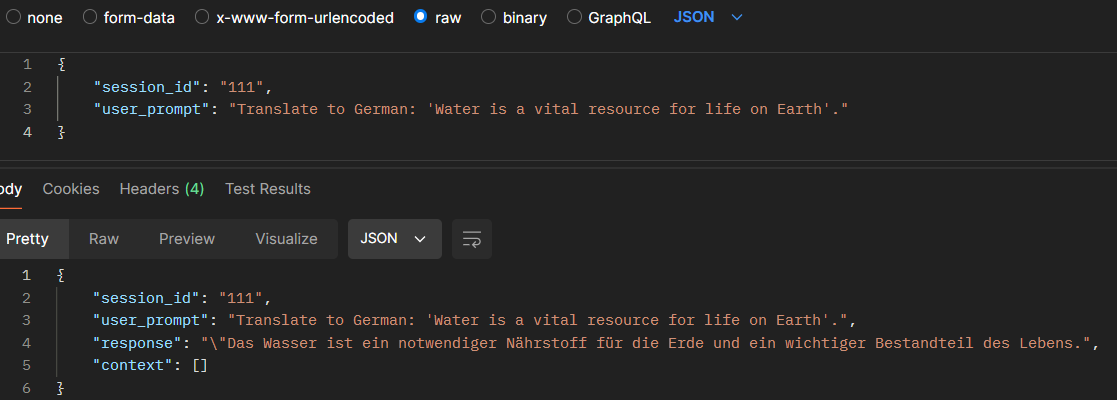 none form-data x-www-form-urlencoded raw binary GraphQL JSON
1 {
2 "session_id": "111",
3 "user_prompt": "Translate to German: 'Water is a vital resource for life on Earth'."
4 }
ody Cookies Headers (4) Test Results
Pretty Raw Preview Visualize JSON
1 {
2 "session_id": "111",
3 "user_prompt": "Translate to German: 'Water is a vital resource for life on Earth'.",
4 "response": "\"Das Wasser ist ein notwendiger Nährstoff für die Erde und ein wichtiger Bestandteil des Lebens.",
5 "context": []
6 }